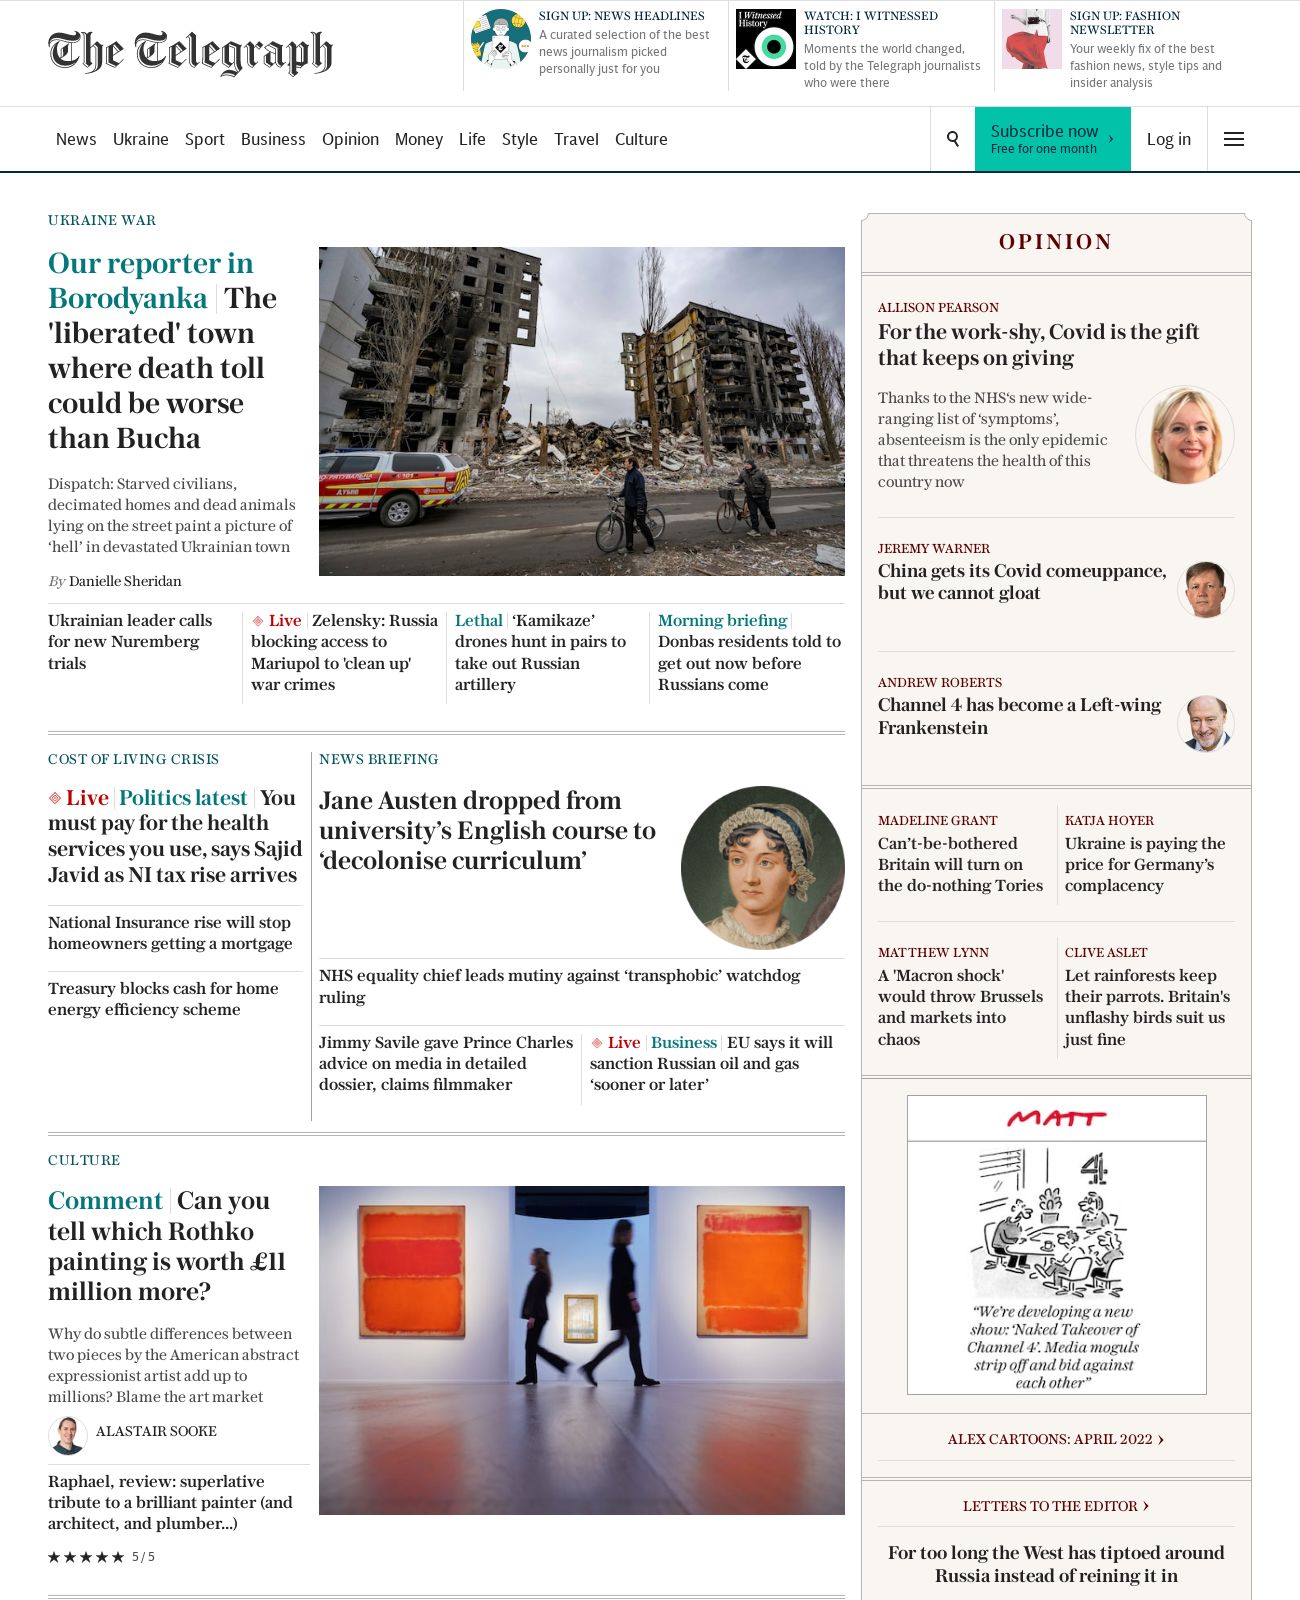 The Telegraph
SIGN UP: NEWS HEADLINES
A curated selection of the best
news journalism picked
personally just for you
I Witnessed
History
WATCH: I WITNESSED
HISTORY
Moments the world changed,
told by the Telegraph journalists
who were there
SIGN UP: FASHION
NEWSLETTER
Your weekly fix of the best
fashion news, style tips and
insider analysis
News Ukraine Sport Business Opinion Money Life Style Travel Culture
Subscribe now ›
Free for one month
Log in
UKRAINE WAR
Our reporter in
Borodyanka | The
'liberated' town
where death toll
could be worse
than Bucha
Dispatch: Starved civilians,
decimated homes and dead animals
lying on the street paint a picture of
‘hell’ in devastated Ukrainian town
By Danielle Sheridan
Ukrainian leader calls
for new Nuremberg
trials
Live | Zelensky: Russia
blocking access to
Mariupol to 'clean up'
war crimes
Lethal | ‘Kamikaze’
drones hunt in pairs to
take out Russian
artillery
Morning briefing |
Donbas residents told to
get out now before
Russians come
COST OF LIVING CRISIS
Live | Politics latest | You
must pay for the health
services you use, says Sajid
Javid as NI tax rise arrives
National Insurance rise will stop
homeowners getting a mortgage
Treasury blocks cash for home
energy efficiency scheme
NEWS BRIEFING
Jane Austen dropped from
university’s English course to
‘decolonise curriculum’
NHS equality chief leads mutiny against ‘transphobic’ watchdog
ruling
Jimmy Savile gave Prince Charles
advice on media in detailed
dossier, claims filmmaker
Live | Business | EU says it will
sanction Russian oil and gas
‘sooner or later’
CULTURE
Comment | Can you
tell which Rothko
painting is worth £11
million more?
Why do subtle differences between
two pieces by the American abstract
expressionist artist add up to
millions? Blame the art market
ALASTAIR SOOKE
Raphael, review: superlative
tribute to a brilliant painter (and
architect, and plumber...)
★★★★★ 5/5
OPINION
ALLISON PEARSON
For the work-shy, Covid is the gift
that keeps on giving
Thanks to the NHS's new wide-
ranging list of ‘symptoms’,
absenteeism is the only epidemic
that threatens the health of this
country now
JEREMY WARNER
China gets its Covid comeuppance,
but we cannot gloat
ANDREW ROBERTS
Channel 4 has become a Left-wing
Frankenstein
MADELINE GRANT
Can’t-be-bothered
Britain will turn on
the do-nothing Tories
KATJA HOYER
Ukraine is paying the
price for Germany’s
complacency
MATTHEW LYNN
A 'Macron shock'
would throw Brussels
and markets into
chaos
CLIVE ASLET
Let rainforests keep
their parrots. Britain's
unflashy birds suit us
just fine
MATT
4
“We’re developing a new
show: ‘Naked Takeover of
Channel 4’. Media moguls
strip off and bid against
each other”
ALEX CARTOONS: APRIL 2022 ›
LETTERS TO THE EDITOR ›
For too long the West has tiptoed around
Russia instead of reining it in